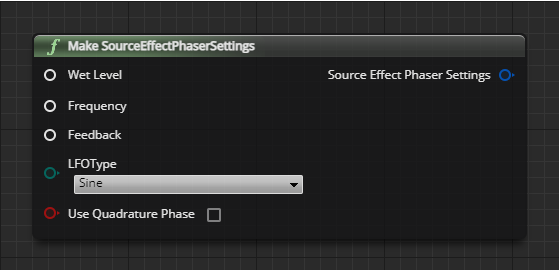 f Make SourceEffectPhaserSettings
Wet Level
Source Effect Phaser Settings
Frequency
Feedback
LFOType
Sine
Use Quadrature Phase